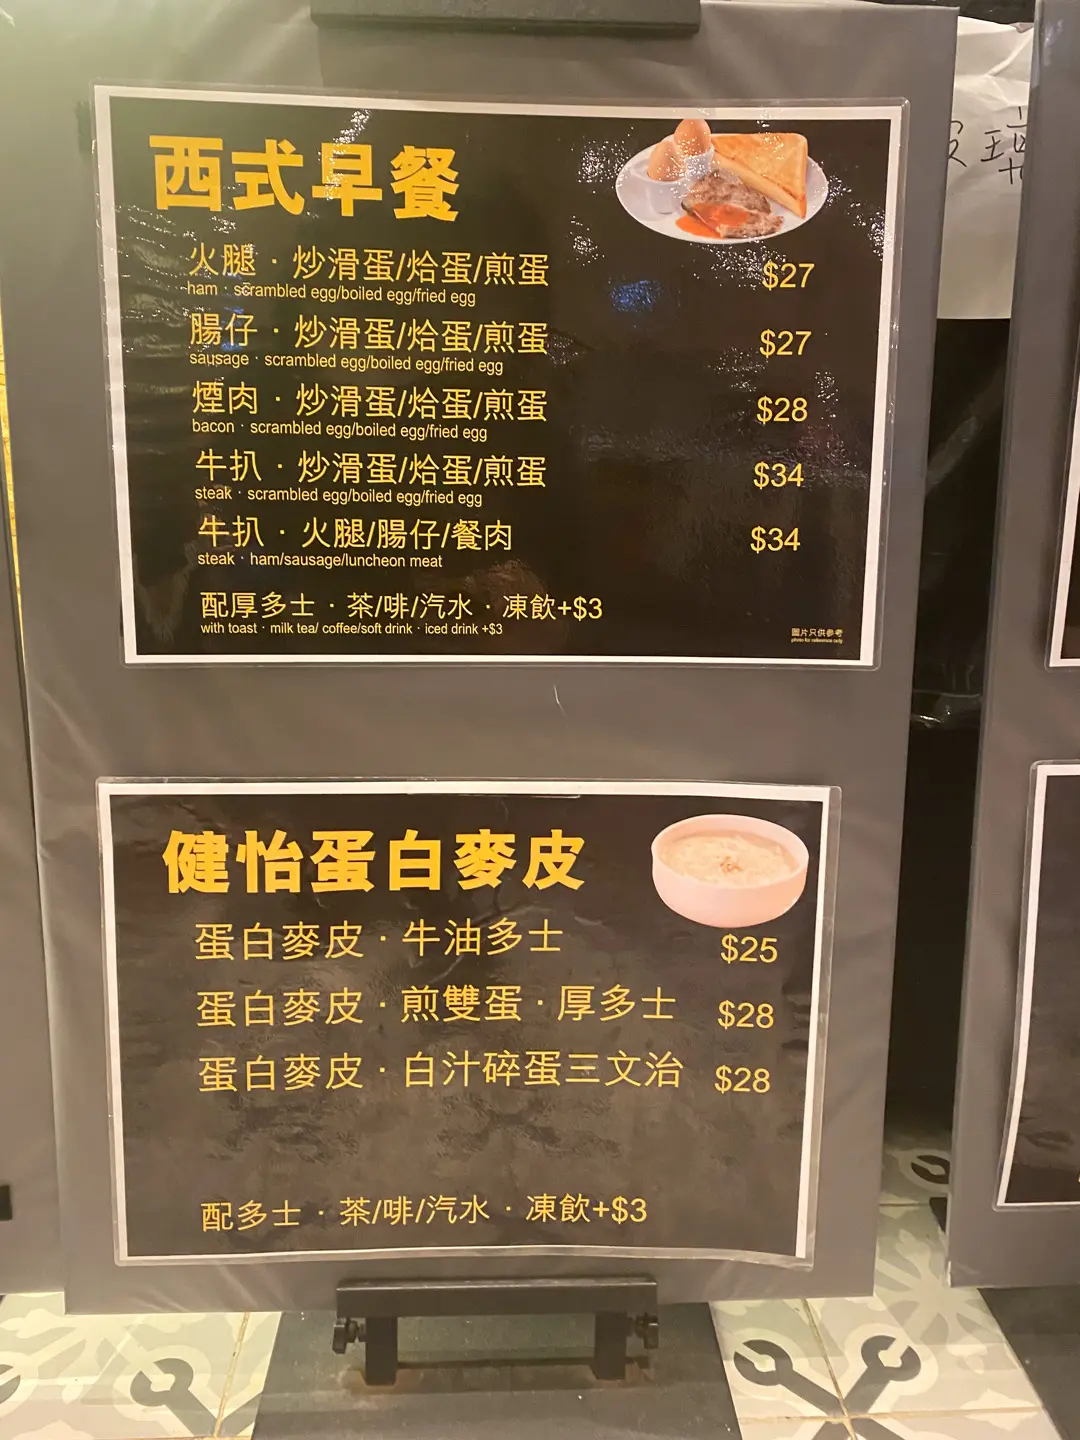 西式早餐
火腿 · 炒滑蛋/烚蛋/煎蛋 $27
ham · scrambled egg/boiled egg/fried egg
腸仔 · 炒滑蛋/烚蛋/煎蛋 $27
sausage · scrambled egg/boiled egg/fried egg
煙肉 · 炒滑蛋/烚蛋/煎蛋 $28
bacon · scrambled egg/boiled egg/fried egg
牛扒 · 炒滑蛋/烚蛋/煎蛋 $34
steak · scrambled egg/boiled egg/fried egg
牛扒 · 火腿/腸仔/餐肉 $34
steak · ham/sausage/luncheon meat
配厚多士 · 茶/啡/汽水 · 凍飲+$3
with toast · milk tea/ coffee/soft drink · iced drink +$3
圖片只供參考
photo for reference only
健怡蛋白麥皮
蛋白麥皮 · 牛油多士 $25
蛋白麥皮 · 煎雙蛋 · 厚多士 $28
蛋白麥皮 · 白汁碎蛋三文治 $28
配多士 · 茶/啡/汽水 · 凍飲+$3